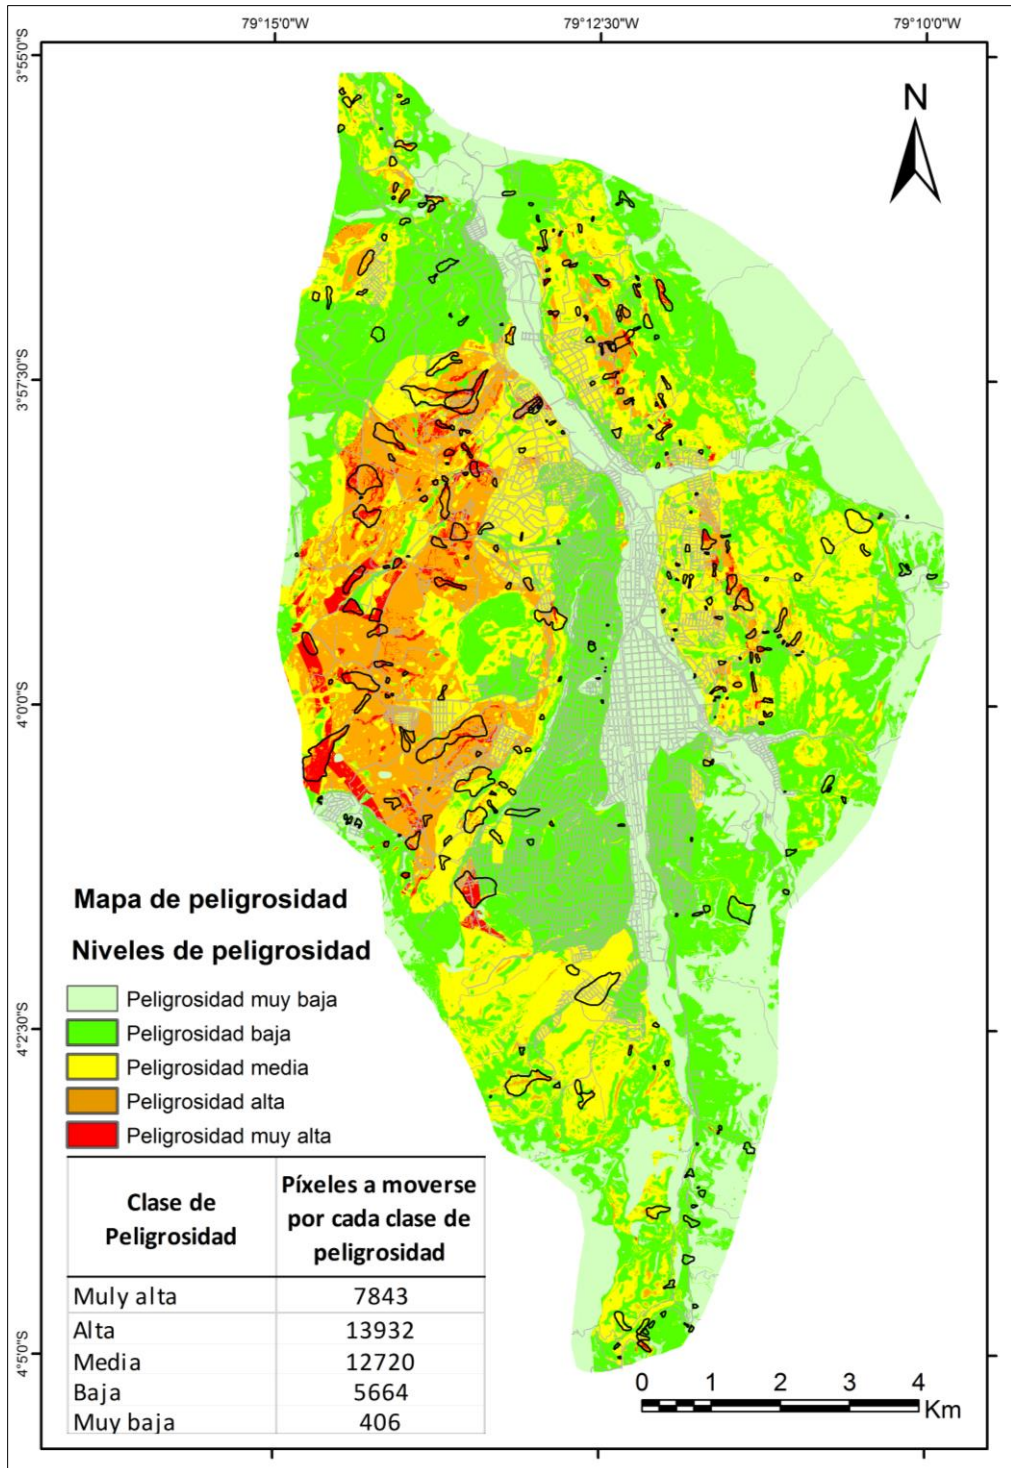 79°15'0"W 79°12'30"W 79°10'0"W
3°55'0"S
N
3°57'30"S
4°0'0"S
4°2'30"S
4°5'0"S
Mapa de peligrosidad
Niveles de peligrosidad
Peligrosidad muy baja
Peligrosidad baja
Peligrosidad media
Peligrosidad alta
Peligrosidad muy alta
Clase de Peligrosidad
Píxeles a moverse
por cada clase de
peligrosidad
Muly alta 7843
Alta 13932
Media 12720
Baja 5664
Muy baja 406
0 1 2 3 4
Km